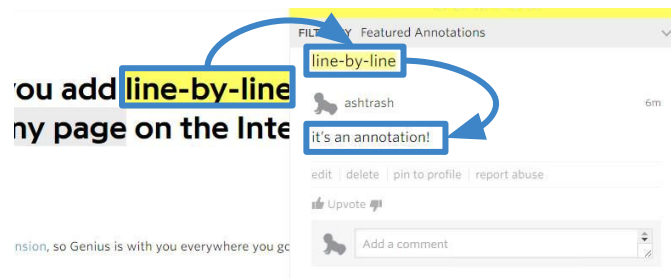 you add line-by-line
ny page on the Inte
nsion, so Genius is with you everywhere you go
Featured Annotations
line-by-line
ashtrash 6m
it's an annotation!
edit delete pin to profile report abuse
Upvote
Add a comment